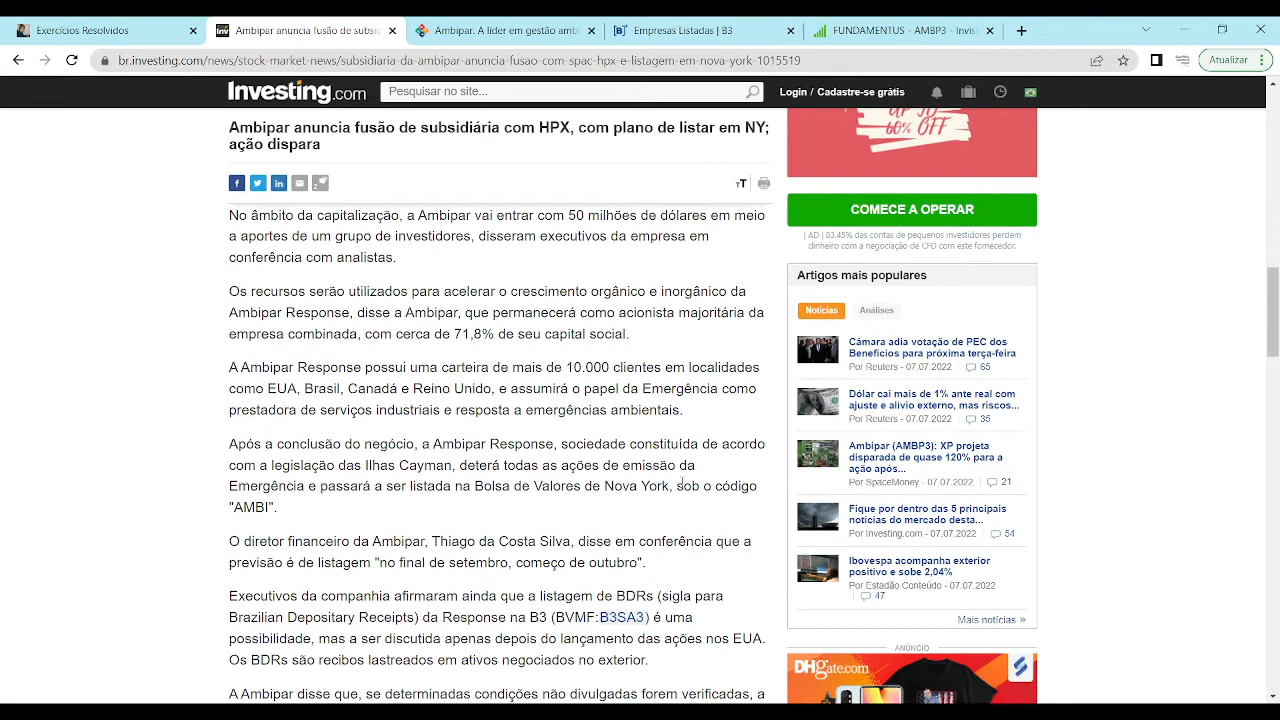 Exercícios Resolvidos
Ambipar anuncia fusão de subsid
Ambipar. A líder em gestão amb
Empresas Listadas | B3
FUNDAMENTUS - AMBP3 - Invist
br.investing.com/news/stock-market-news/subsidiaria-da-ambipar-anuncia-fusao-com-spac-hpx-e-listagem-em-nova-york-1015519
Atualizar
Investing.com
Pesquisar no site...
Login / Cadastre-se grátis
Ambipar anuncia fusão de subsidiária com HPX, com plano de listar em NY;
ação dispara
2
TT
No âmbito da capitalização, a Ambipar vai entrar com 50 milhões de dólares em meio
a aportes de um grupo de investidores, disseram executivos da empresa em
conferência com analistas.
Os recursos serão utilizados para acelerar o crescimento orgânico e inorgânico da
Ambipar Response, disse a Ambipar, que permanecerá como acionista majoritária da
empresa combinada, com cerca de 71,8% de seu capital social.
A Ambipar Response possui uma carteira de mais de 10.000 clientes em localidades
como EUA, Brasil, Canadá e Reino Unido, e assumirá o papel da Emergência como
prestadora de serviços industriais e resposta a emergências ambientais.
Após a conclusão do negócio, a Ambipar Response, sociedade constituída de acordo
com a legislação das Ilhas Cayman, deterá todas as ações de emissão da
Emergência e passará a ser listada na Bolsa de Valores de Nova York, sob o código
"AMBI".
O diretor financeiro da Ambipar, Thiago da Costa Silva, disse em conferência que a
previsão é de listagem "no final de setembro, começo de outubro".
Executivos da companhia afirmaram ainda que a listagem de BDRs (sigla para
Brazilian Depositary Receipts) da Response na B3 (BVMF:B3SA3) é uma
possibilidade, mas a ser discutida apenas depois do lançamento das ações nos EUA.
Os BDRs são recibos lastreados em ativos negociados no exterior.
A Ambipar disse que, se determinadas condições não divulgadas forem verificadas, a
UP TO
60% OFF
COMECE A OPERAR
| AD | 83.45% das contas de pequenos investidores perdem
dinheiro com a negociação de CFD com este fornecedor.
Artigos mais populares
Notícias
Análises
Câmara adia votação de PEC dos
Benefícios para próxima terça-feira
Por Reuters - 07.07.2022
65
Dólar cai mais de 1% ante real com
ajuste e alívio externo, mas riscos...
Por Reuters - 07.07.2022
35
Ambipar (AMBP3): XP projeta
disparada de quase 120% para a
ação após...
Por SpaceMoney - 07.07.2022
21
Fique por dentro das 5 principais
notícias do mercado desta...
Por Investing.com - 07.07.2022
54
Ibovespa acompanha exterior
positivo e sobe 2,04%
Por Estadão Conteúdo - 07.07.2022
47
Mais notícias »
ANÚNCIO
DHgate.com